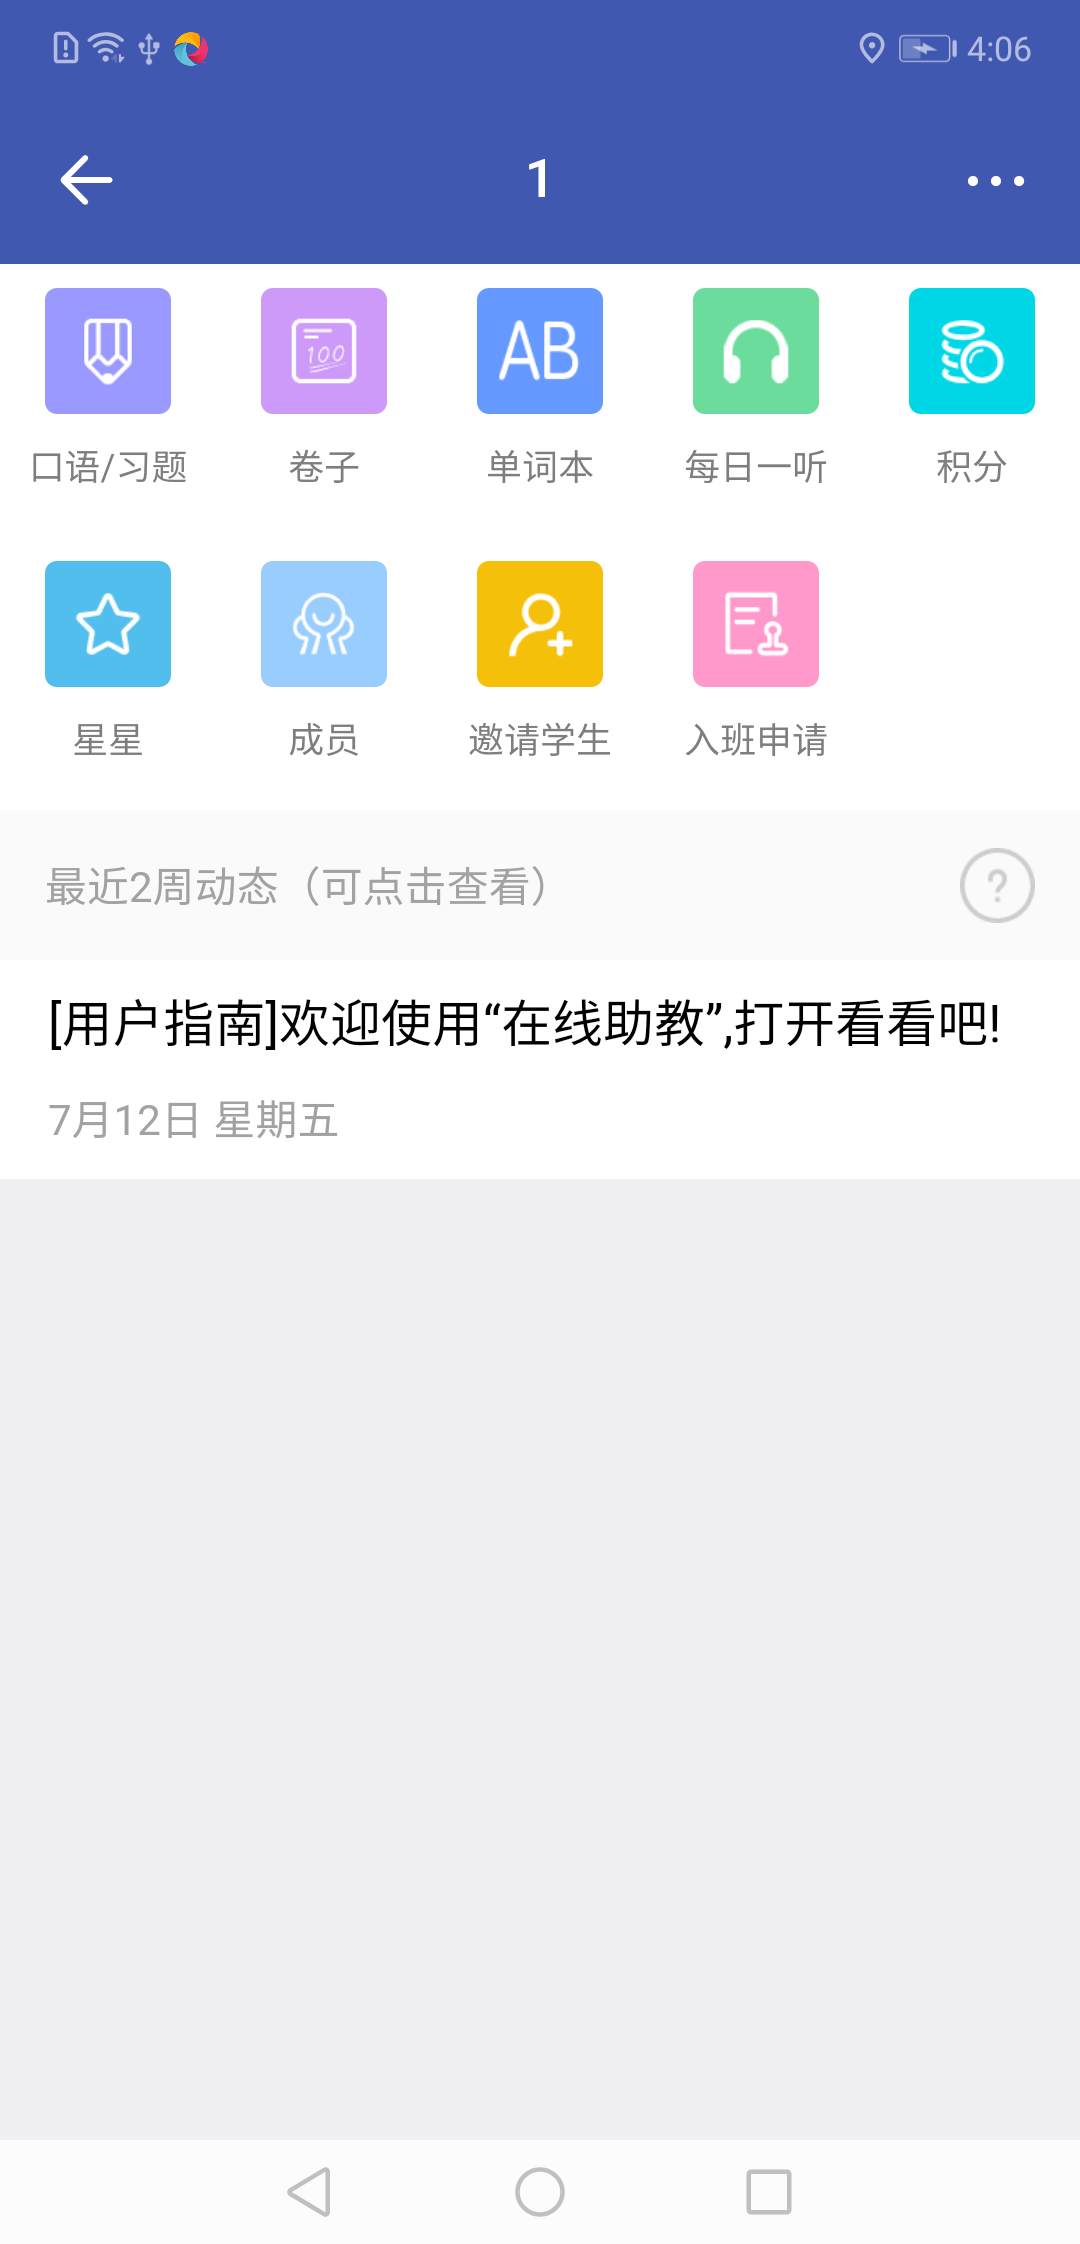 4:06
1
100
AB
口语/习题
卷子
单词本
每日一听
积分
星星
成员
邀请学生
入班申请
最近2周动态（可点击查看）
?
[用户指南]欢迎使用“在线助教”,打开看看吧!
7月12日 星期五